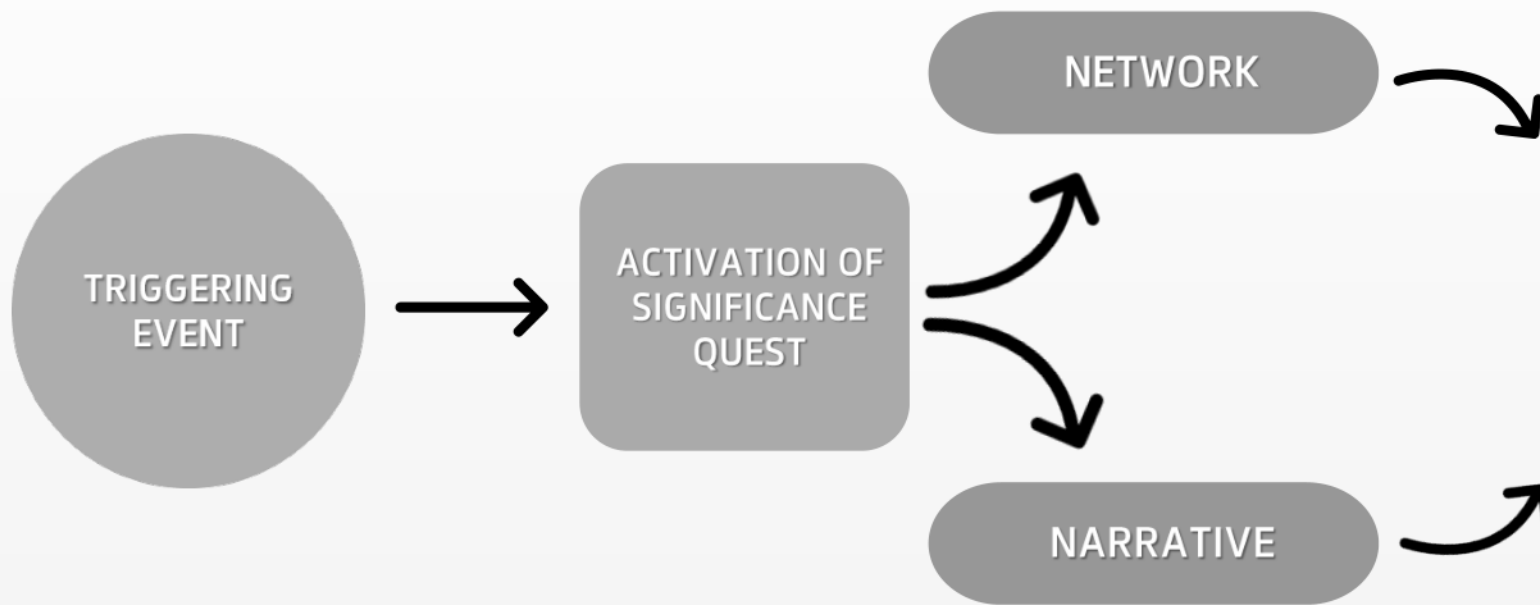 TRIGGERING
EVENT
ACTIVATION OF
SIGNIFICANCE
QUEST
NETWORK
NARRATIVE